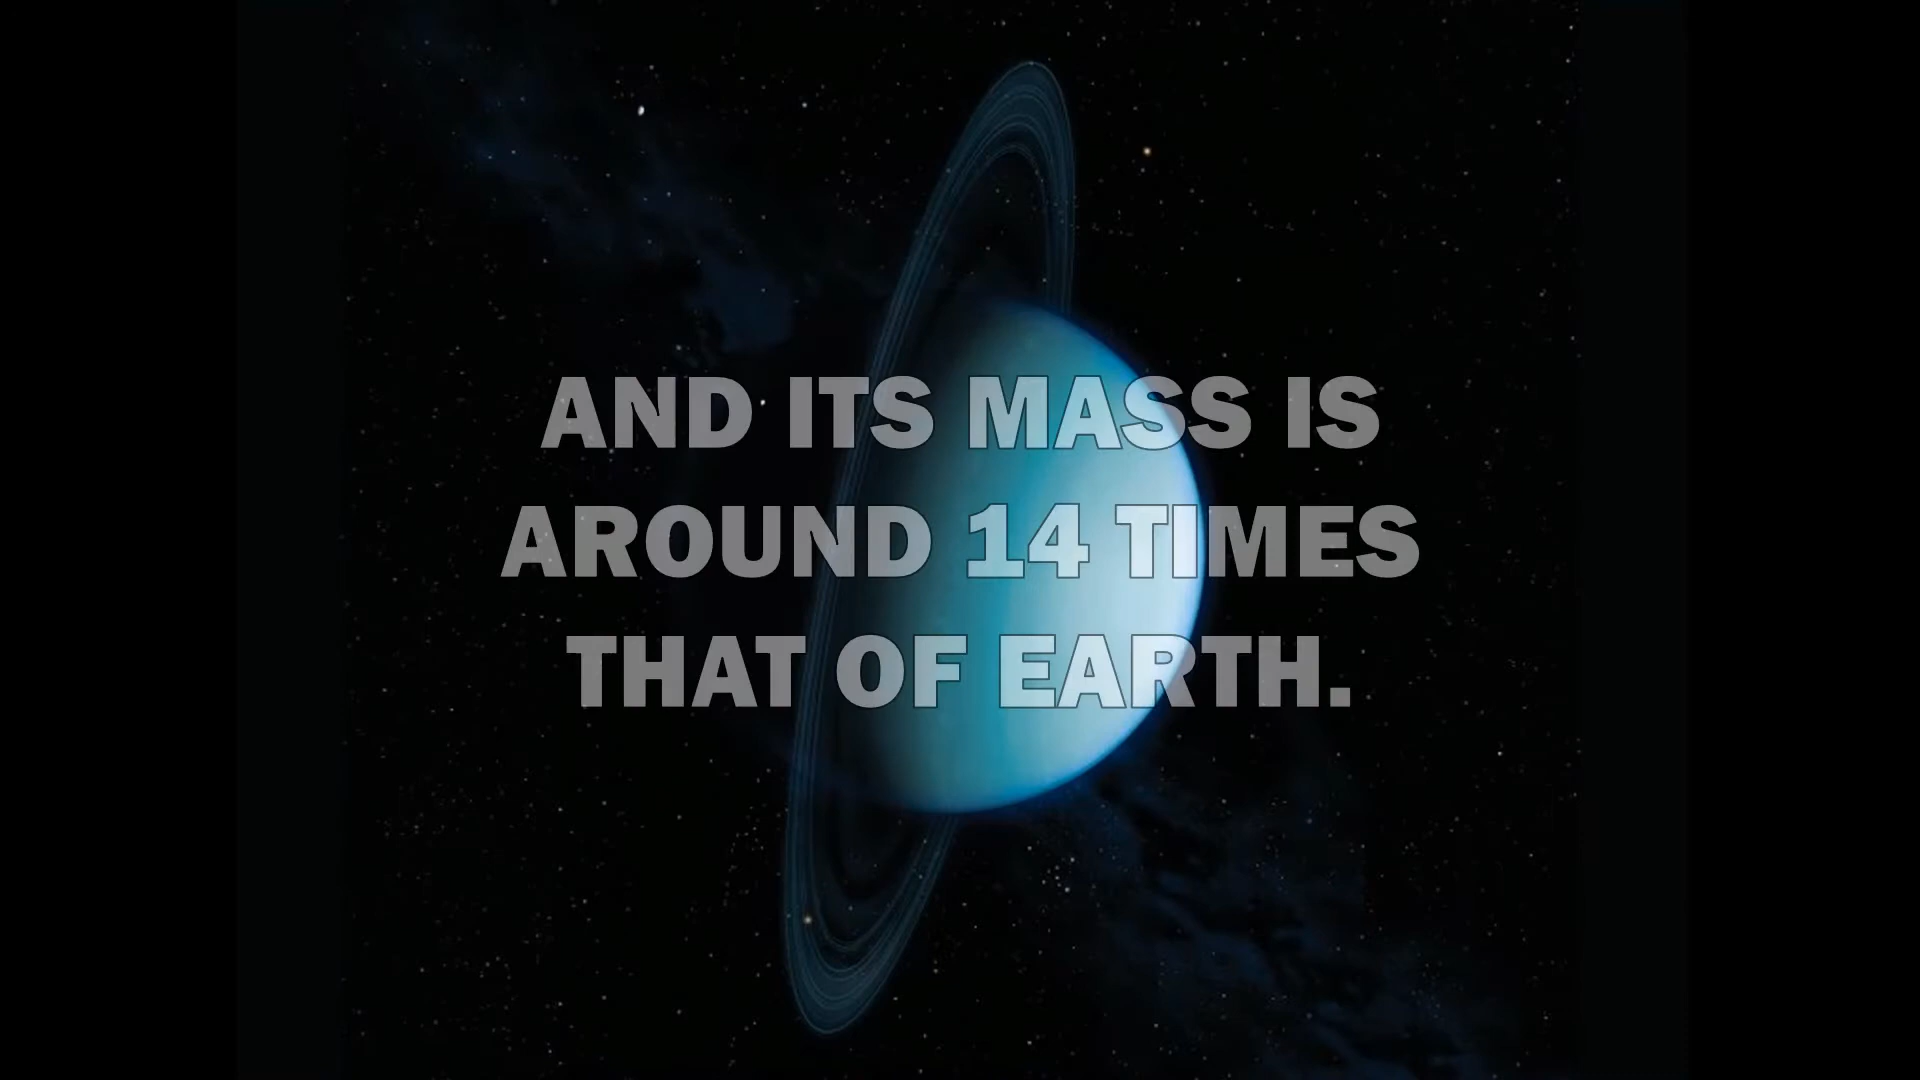 AND ITS MASS IS
AROUND 14 TIMES
THAT OF EARTH.